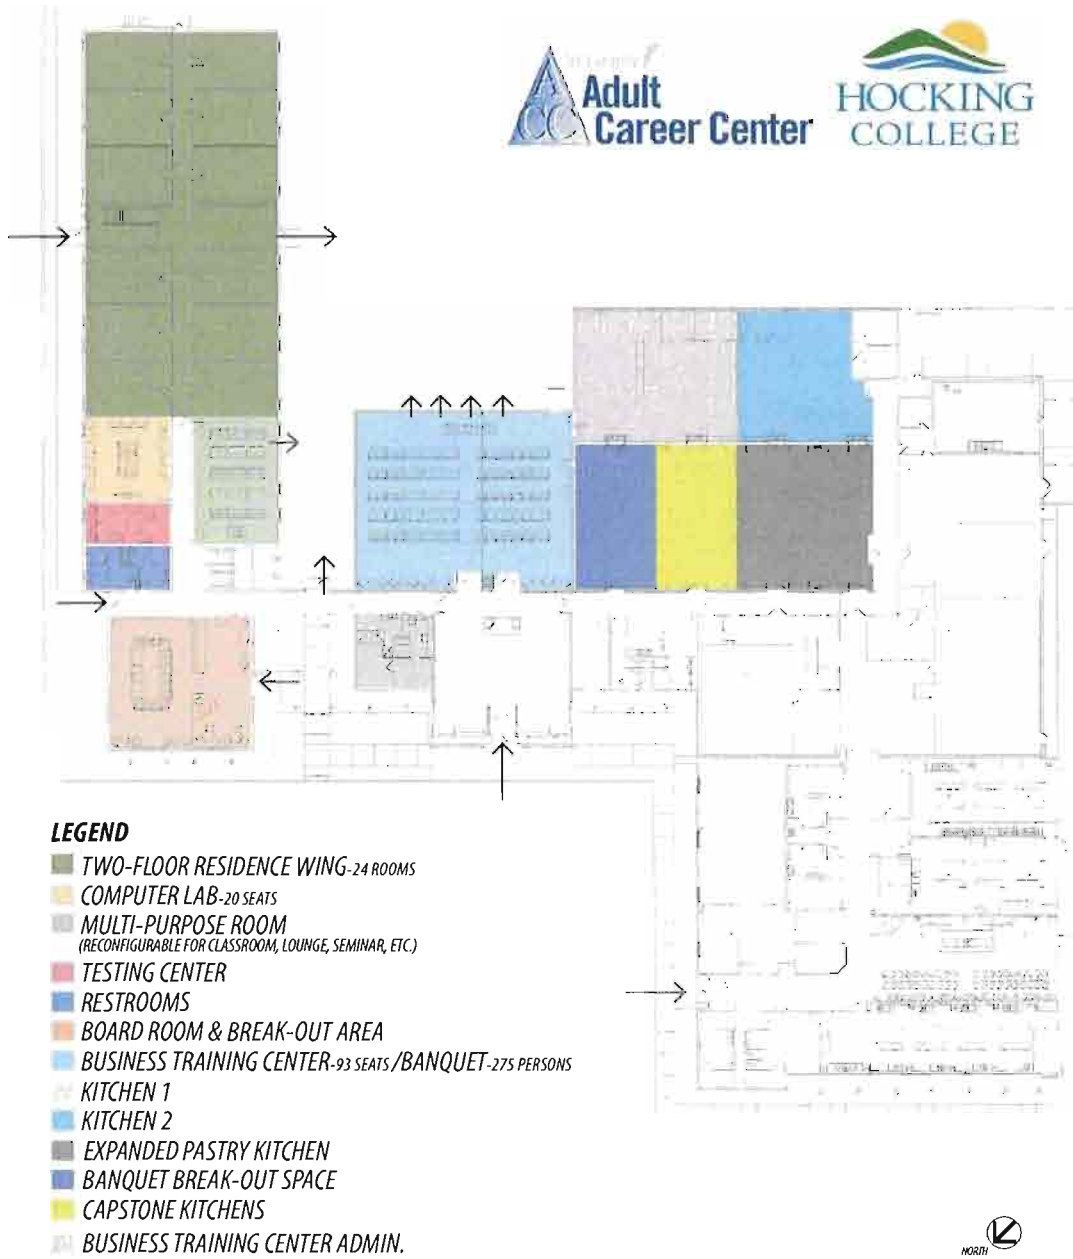 Adult
Career Center
ACC
HOCKING
COLLEGE
LEGEND
TWO-FLOOR RESIDENCE WING-24 ROOMS
COMPUTER LAB-20 SEATS
MULTI-PURPOSE ROOM
(RECONFIGURABLE FOR CLASSROOM, LOUNGE, SEMINAR, ETC.)
TESTING CENTER
RESTROOMS
BOARD ROOM & BREAK-OUT AREA
BUSINESS TRAINING CENTER-93 SEATS/BANQUET-275 PERSONS
KITCHEN 1
KITCHEN 2
EXPANDED PASTRY KITCHEN
BANQUET BREAK-OUT SPACE
CAPSTONE KITCHENS
BUSINESS TRAINING CENTER ADMIN.
NORTH